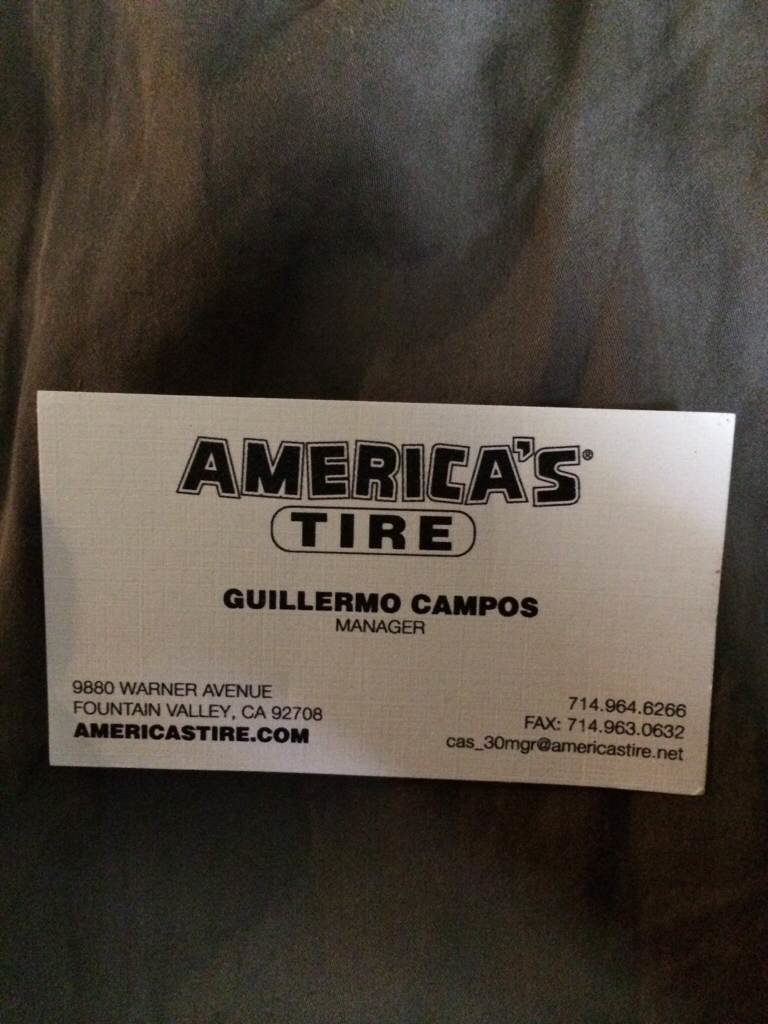 AMERICA'S®
TIRE
GUILLERMO CAMPOS
MANAGER
9880 WARNER AVENUE
FOUNTAIN VALLEY, CA 92708
AMERICASTIRE.COM
714.964.6266
FAX: 714.963.0632
cas_30mgr@americastire.net